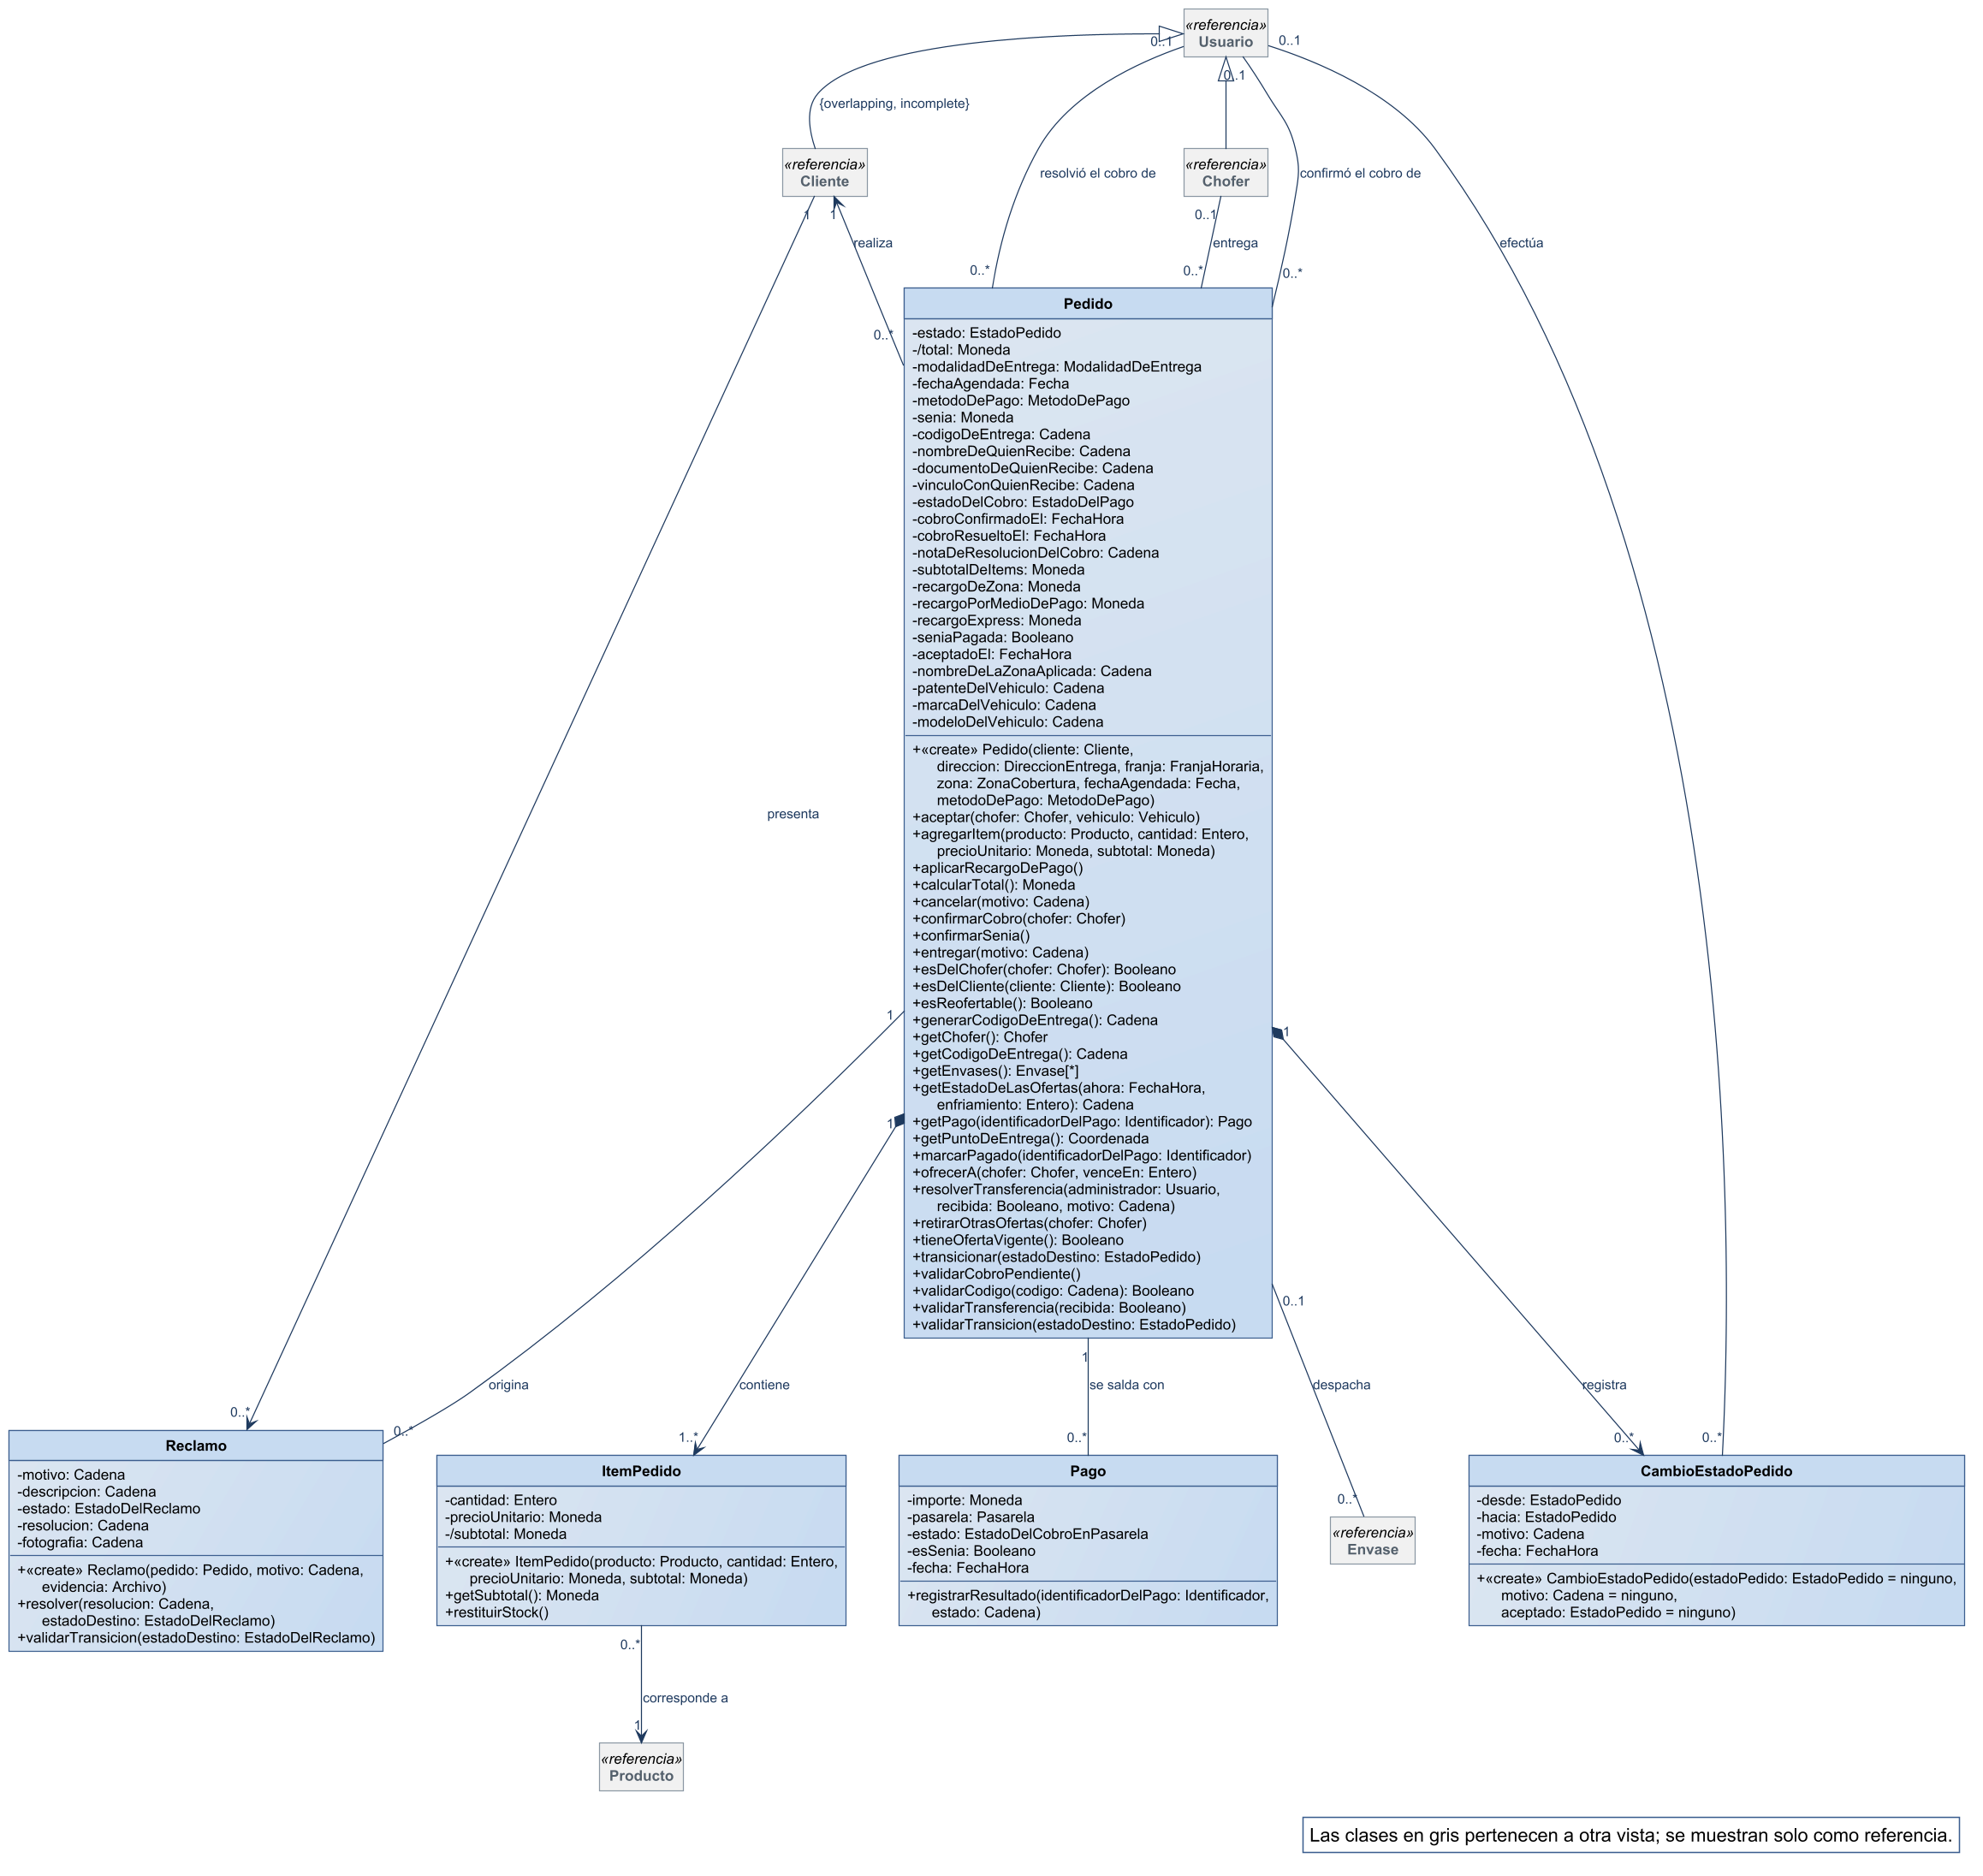 «referencia»
Usuario
0..1
0..1
0..1
{overlapping, incomplete}
«referencia»
Cliente
resolvió el cobro de
«referencia»
Chofer
confirmó el cobro de
1
1
0..1
realiza
entrega
efectúa
0..*
0..*
0..*
0..*
Pedido
-estado: EstadoPedido
-/total: Moneda
-modalidadDeEntrega: ModalidadDeEntrega
-fechaAgendada: Fecha
-metodoDePago: MetodoDePago
-senia: Moneda
-codigoDeEntrega: Cadena
-nombreDeQuienRecibe: Cadena
-documentoDeQuienRecibe: Cadena
-vinculoConQuienRecibe: Cadena
-estadoDelCobro: EstadoDelPago
-cobroConfirmadoEl: FechaHora
-cobroResueltoEl: FechaHora
-notaDeResolucionDelCobro: Cadena
-subtotalDeItems: Moneda
-recargoDeZona: Moneda
-recargoPorMedioDePago: Moneda
-recargoExpress: Moneda
-seniaPagada: Booleano
-aceptadoEl: FechaHora
-nombreDeLaZonaAplicada: Cadena
-patenteDelVehiculo: Cadena
-marcaDelVehiculo: Cadena
-modeloDelVehiculo: Cadena
+«create» Pedido(cliente: Cliente,
direccion: DireccionEntrega, franja: FranjaHoraria,
zona: ZonaCobertura, fechaAgendada: Fecha,
metodoDePago: MetodoDePago)
+aceptar(chofer: Chofer, vehiculo: Vehiculo)
+agregarItem(producto: Producto, cantidad: Entero,
precioUnitario: Moneda, subtotal: Moneda)
+aplicarRecargoDePago()
+calcularTotal(): Moneda
+cancelar(motivo: Cadena)
+confirmarCobro(chofer: Chofer)
+confirmarSenia()
+entregar(motivo: Cadena)
+esDelChofer(chofer: Chofer): Booleano
+esDelCliente(cliente: Cliente): Booleano
+esReofertable(): Booleano
+generarCodigoDeEntrega(): Cadena
+getChofer(): Chofer
+getCodigoDeEntrega(): Cadena
+getEnvases(): Envase[*]
+getEstadoDeLasOfertas(ahora: FechaHora,
enfriamiento: Entero): Cadena
+getPago(identificadorDelPago: Identificador): Pago
+getPuntoDeEntrega(): Coordenada
+marcarPagado(identificadorDelPago: Identificador)
+ofrecerA(chofer: Chofer, venceEn: Entero)
+resolverTransferencia(administrador: Usuario,
recibida: Booleano, motivo: Cadena)
+retirarOtrasOfertas(chofer: Chofer)
+tieneOfertaVigente(): Booleano
+transicionar(estadoDestino: EstadoPedido)
+validarCobroPendiente()
+validarCodigo(codigo: Cadena): Booleano
+validarTransferencia(recibida: Booleano)
+validarTransicion(estadoDestino: EstadoPedido)
presenta
1
1
1
0..1
1
origina
contiene
se salda con
despacha
registra
0..*
0..*
1..*
0..*
0..*
0..*
0..*
Reclamo
-motivo: Cadena
-descripcion: Cadena
-estado: EstadoDelReclamo
-resolucion: Cadena
-fotografia: Cadena
+«create» Reclamo(pedido: Pedido, motivo: Cadena,
evidencia: Archivo)
+resolver(resolucion: Cadena,
estadoDestino: EstadoDelReclamo)
+validarTransicion(estadoDestino: EstadoDelReclamo)
ItemPedido
-cantidad: Entero
-precioUnitario: Moneda
-/subtotal: Moneda
+«create» ItemPedido(producto: Producto, cantidad: Entero,
precioUnitario: Moneda, subtotal: Moneda)
+getSubtotal(): Moneda
+restituirStock()
Pago
-importe: Moneda
-pasarela: Pasarela
-estado: EstadoDelCobroEnPasarela
-esSenia: Booleano
-fecha: FechaHora
+registrarResultado(identificadorDelPago: Identificador,
estado: Cadena)
«referencia»
Envase
CambioEstadoPedido
-desde: EstadoPedido
-hacia: EstadoPedido
-motivo: Cadena
-fecha: FechaHora
+«create» CambioEstadoPedido(estadoPedido: EstadoPedido = ninguno,
motivo: Cadena = ninguno,
aceptado: EstadoPedido = ninguno)
0..*
corresponde a
1
«referencia»
Producto
Las clases en gris pertenecen a otra vista; se muestran solo como referencia.